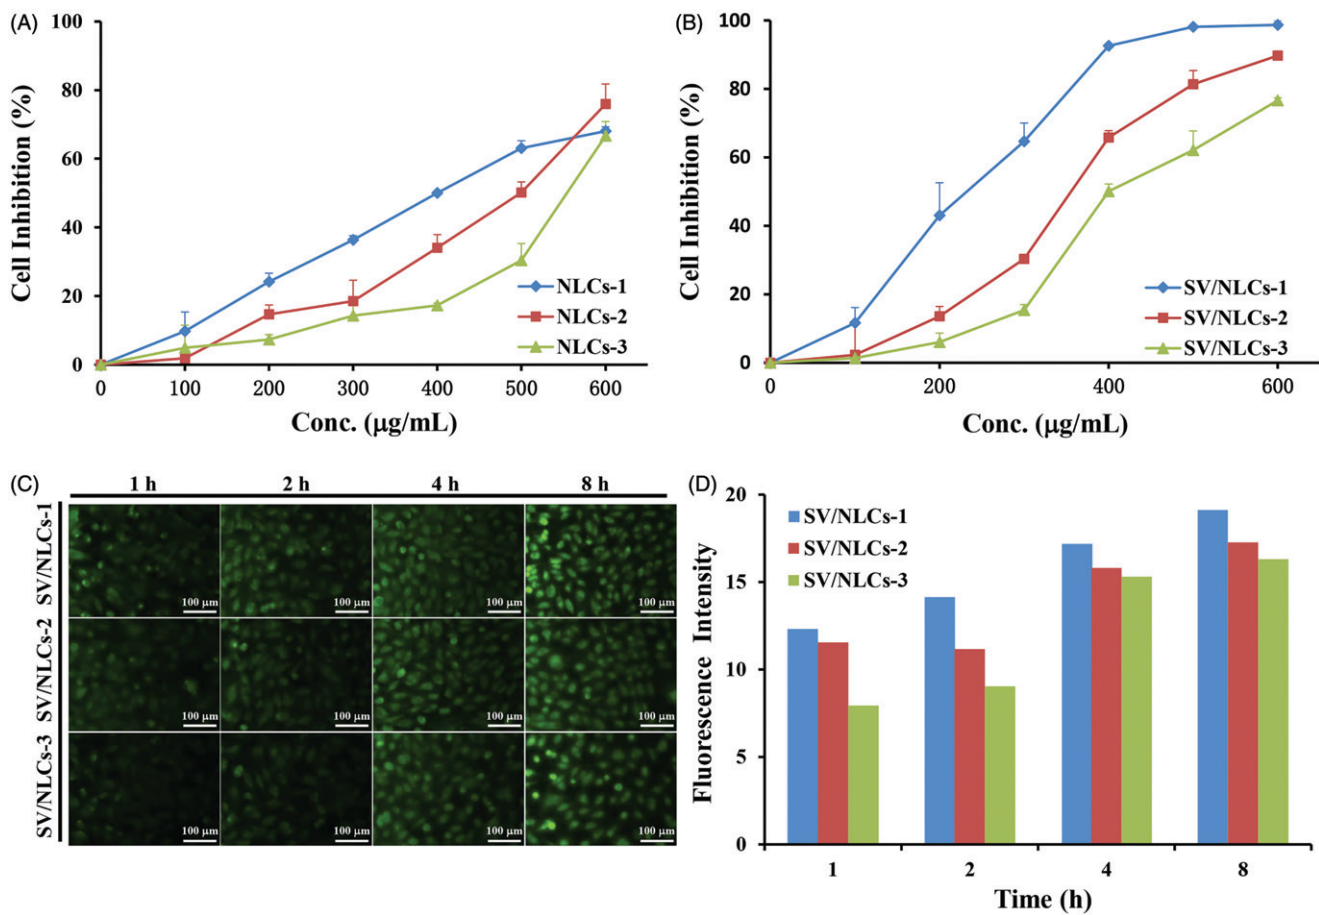 (A)
Cell Inhibition (%)
100
80
60
40
20
0
0 100 200 300 400 500 600
Conc. (μg/mL)
NLCs-1
NLCs-2
NLCs-3
(B)
Cell Inhibition (%)
100
80
60
40
20
0
0 200 400 600
Conc. (μg/mL)
SV/NLCs-1
SV/NLCs-2
SV/NLCs-3
(C)
1 h 2 h 4 h 8 h
SV/NLCs-1
100 μm 100 μm 100 μm 100 μm
SV/NLCs-2
100 μm 100 μm 100 μm 100 μm
SV/NLCs-3
100 μm 100 μm 100 μm 100 μm
(D)
Fluorescence Intensity
20
15
10
5
0
SV/NLCs-1
SV/NLCs-2
SV/NLCs-3
1 2 4 8
Time (h)